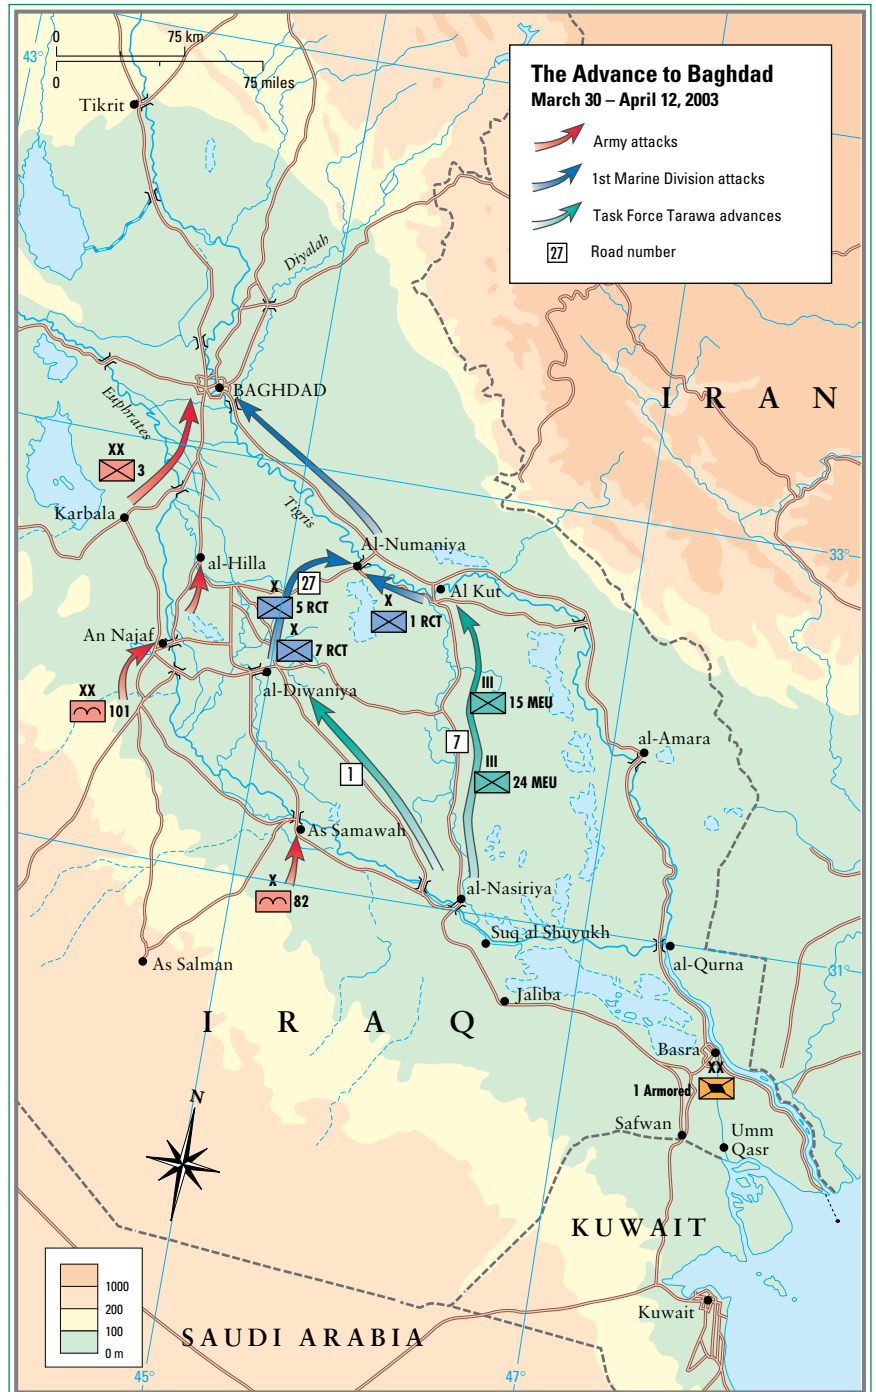 0 75 km
0 75 miles
43°
The Advance to Baghdad
March 30 – April 12, 2003
Army attacks
1st Marine Division attacks
Task Force Tarawa advances
27 Road number
Tikrit
Diyalah
BAGHDAD
Euphrates
I R A N
XX
3
Karbala
Tigris
Al-Numaniya
33°
al-Hilla
27
Al Kut
X
5 RCT
X
1 RCT
An Najaf
X
7 RCT
al-Diwaniya
XX
101
III
15 MEU
7
al-Amara
1
III
24 MEU
As Samawah
X
82
al-Nasiriya
Suq al Shuyukh
As Salman
al-Qurna
31°
Jaliba
I R A Q
Basra
XX
1 Armored
N
Safwan
Umm
Qasr
KUWAIT
1000
200
100
0 m
Kuwait
SAUDI ARABIA
45°
47°